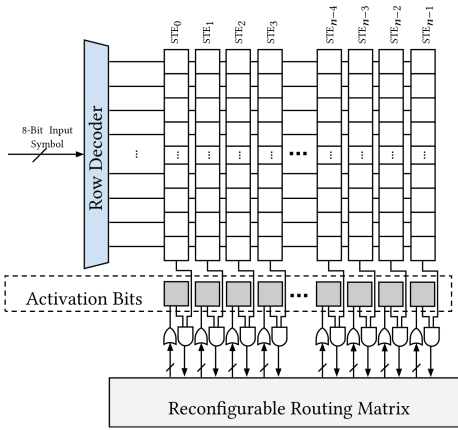 STE0
STE1
STE2
STE3
STEn−4
STEn−3
STEn−2
STEn−1
8-Bit Input
Symbol
Row Decoder
...
...
...
...
...
...
...
...
...
...
...
Activation Bits
...
Reconfigurable Routing Matrix